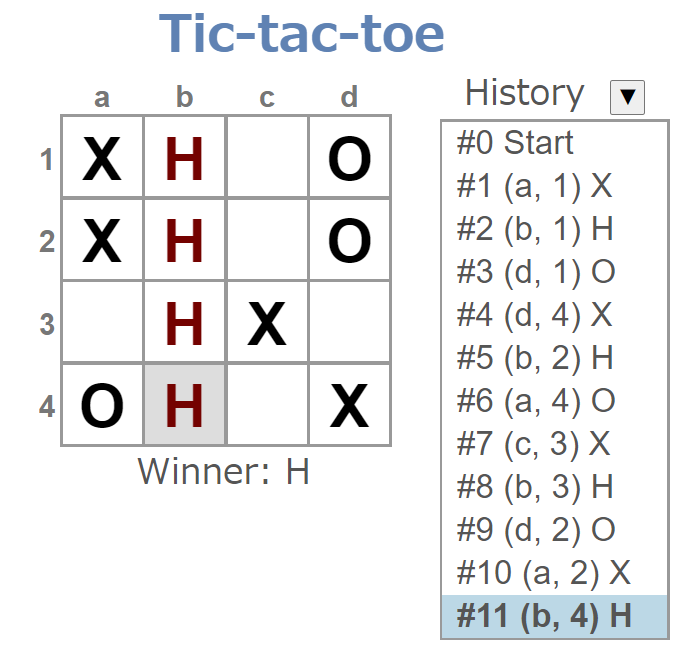 Tic-tac-toe
a b c d
1 X H O
2 X H O
3 H X
4 O H X
Winner: H
History ▼
#0 Start
#1 (a, 1) X
#2 (b, 1) H
#3 (d, 1) O
#4 (d, 4) X
#5 (b, 2) H
#6 (a, 4) O
#7 (c, 3) X
#8 (b, 3) H
#9 (d, 2) O
#10 (a, 2) X
#11 (b, 4) H